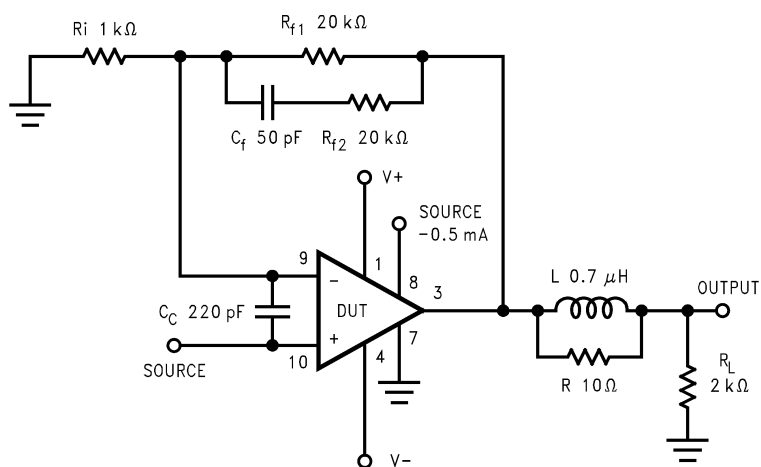 Ri 1 kΩ
Rf1 20 kΩ
Cf 50 pF
Rf2 20 kΩ
V+
SOURCE
-0.5 mA
9
1
8
3
L 0.7 μH
OUTPUT
CC 220 pF
-
DUT
+
10
4
7
SOURCE
R 10Ω
RL
2 kΩ
V-